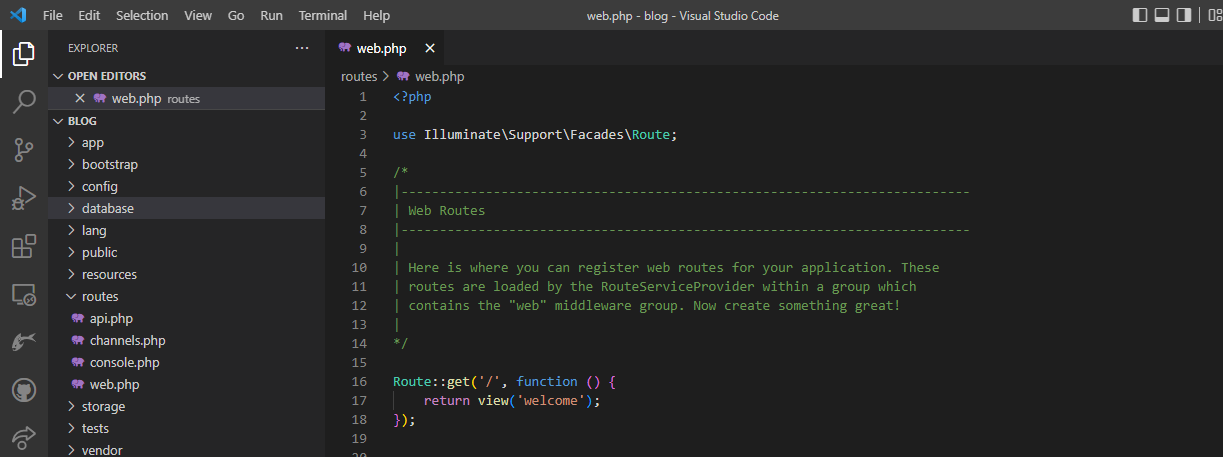 File Edit Selection View Go Run Terminal Help
web.php - blog - Visual Studio Code
EXPLORER ···
OPEN EDITORS
web.php routes
BLOG
app
bootstrap
config
database
lang
public
resources
routes
api.php
channels.php
console.php
web.php
storage
tests
vendor
web.php
routes > web.php
1 <?php
2
3 use Illuminate\Support\Facades\Route;
4
5 /*
6 |--------------------------------------------------------------------------
7 | Web Routes
8 |--------------------------------------------------------------------------
9 |
10 | Here is where you can register web routes for your application. These
11 | routes are loaded by the RouteServiceProvider within a group which
12 | contains the "web" middleware group. Now create something great!
13 |
14 */
15
16 Route::get('/', function () {
17     return view('welcome');
18 });
19